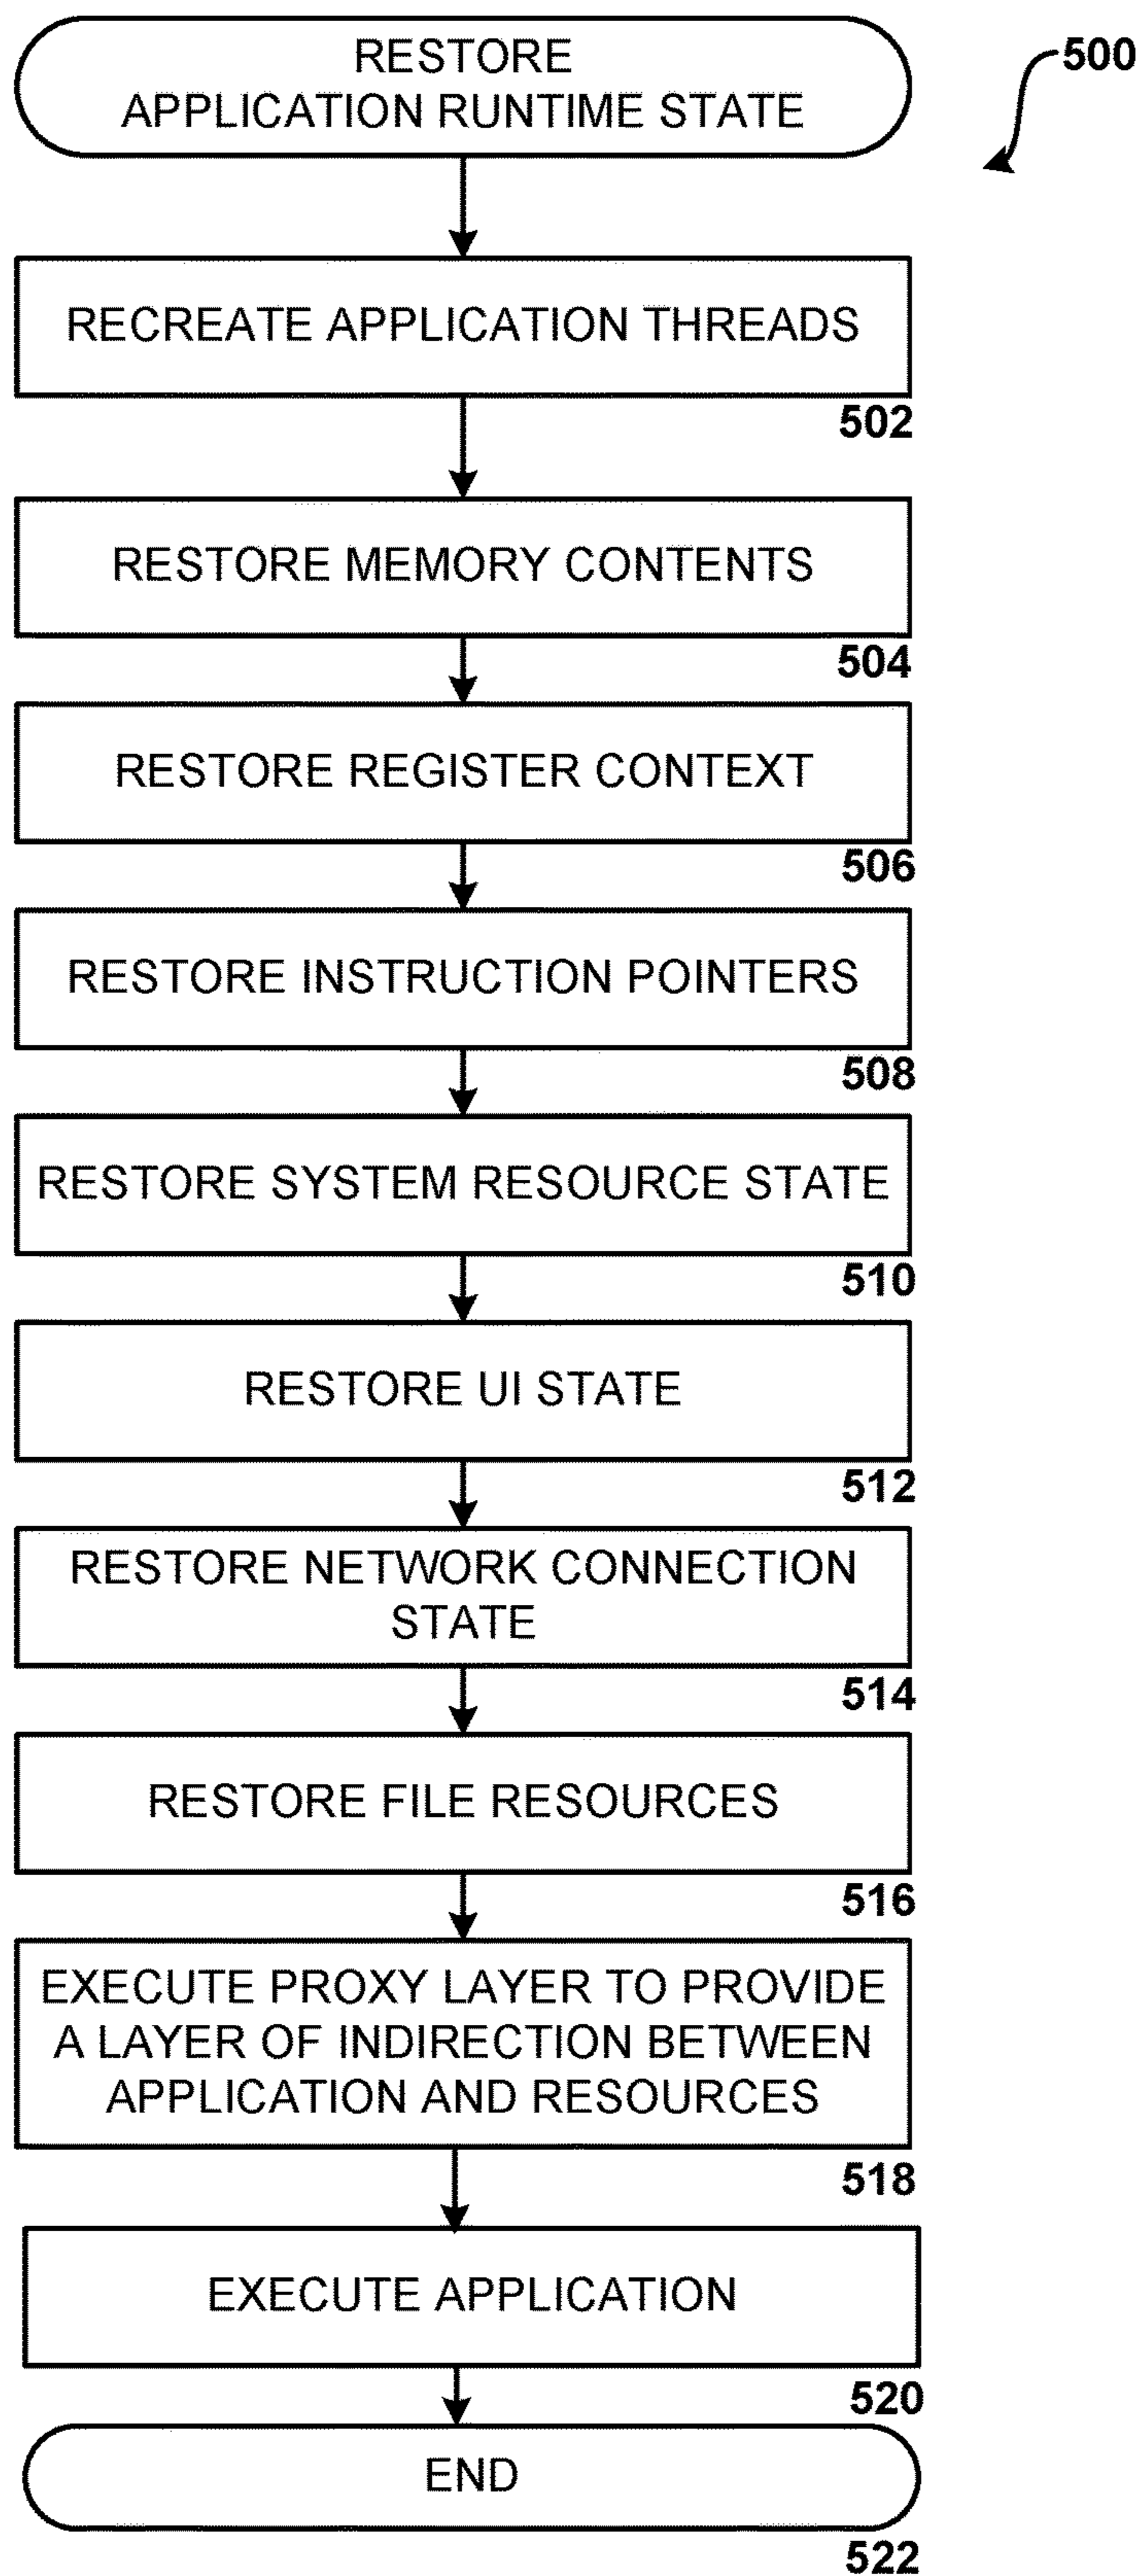 RESTORE
APPLICATION RUNTIME STATE
500
RECREATE APPLICATION THREADS
502
RESTORE MEMORY CONTENTS
504
RESTORE REGISTER CONTEXT
506
RESTORE INSTRUCTION POINTERS
508
RESTORE SYSTEM RESOURCE STATE
510
RESTORE UI STATE
512
RESTORE NETWORK CONNECTION
STATE
514
RESTORE FILE RESOURCES
516
EXECUTE PROXY LAYER TO PROVIDE
A LAYER OF INDIRECTION BETWEEN
APPLICATION AND RESOURCES
518
EXECUTE APPLICATION
520
END
522